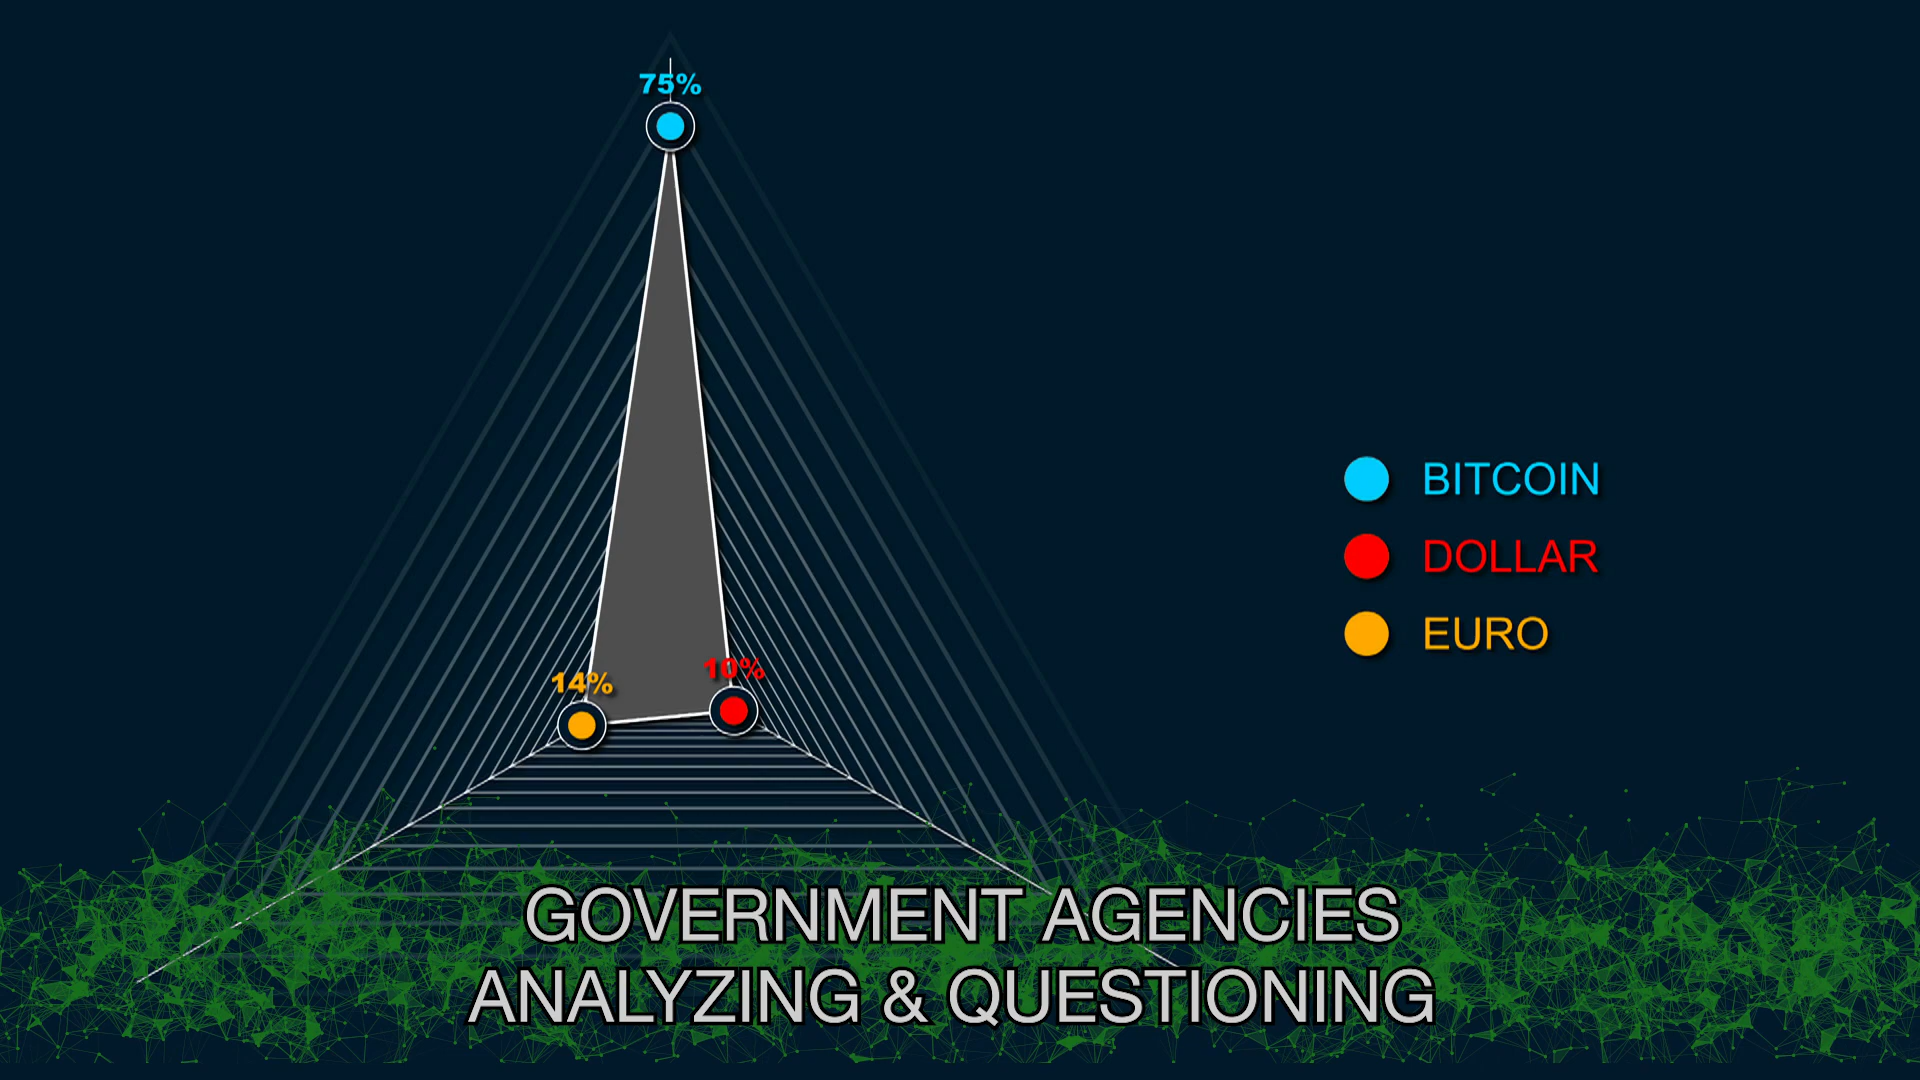 75%
14%
10%
BITCOIN
DOLLAR
EURO
GOVERNMENT AGENCIES
ANALYZING & QUESTIONING